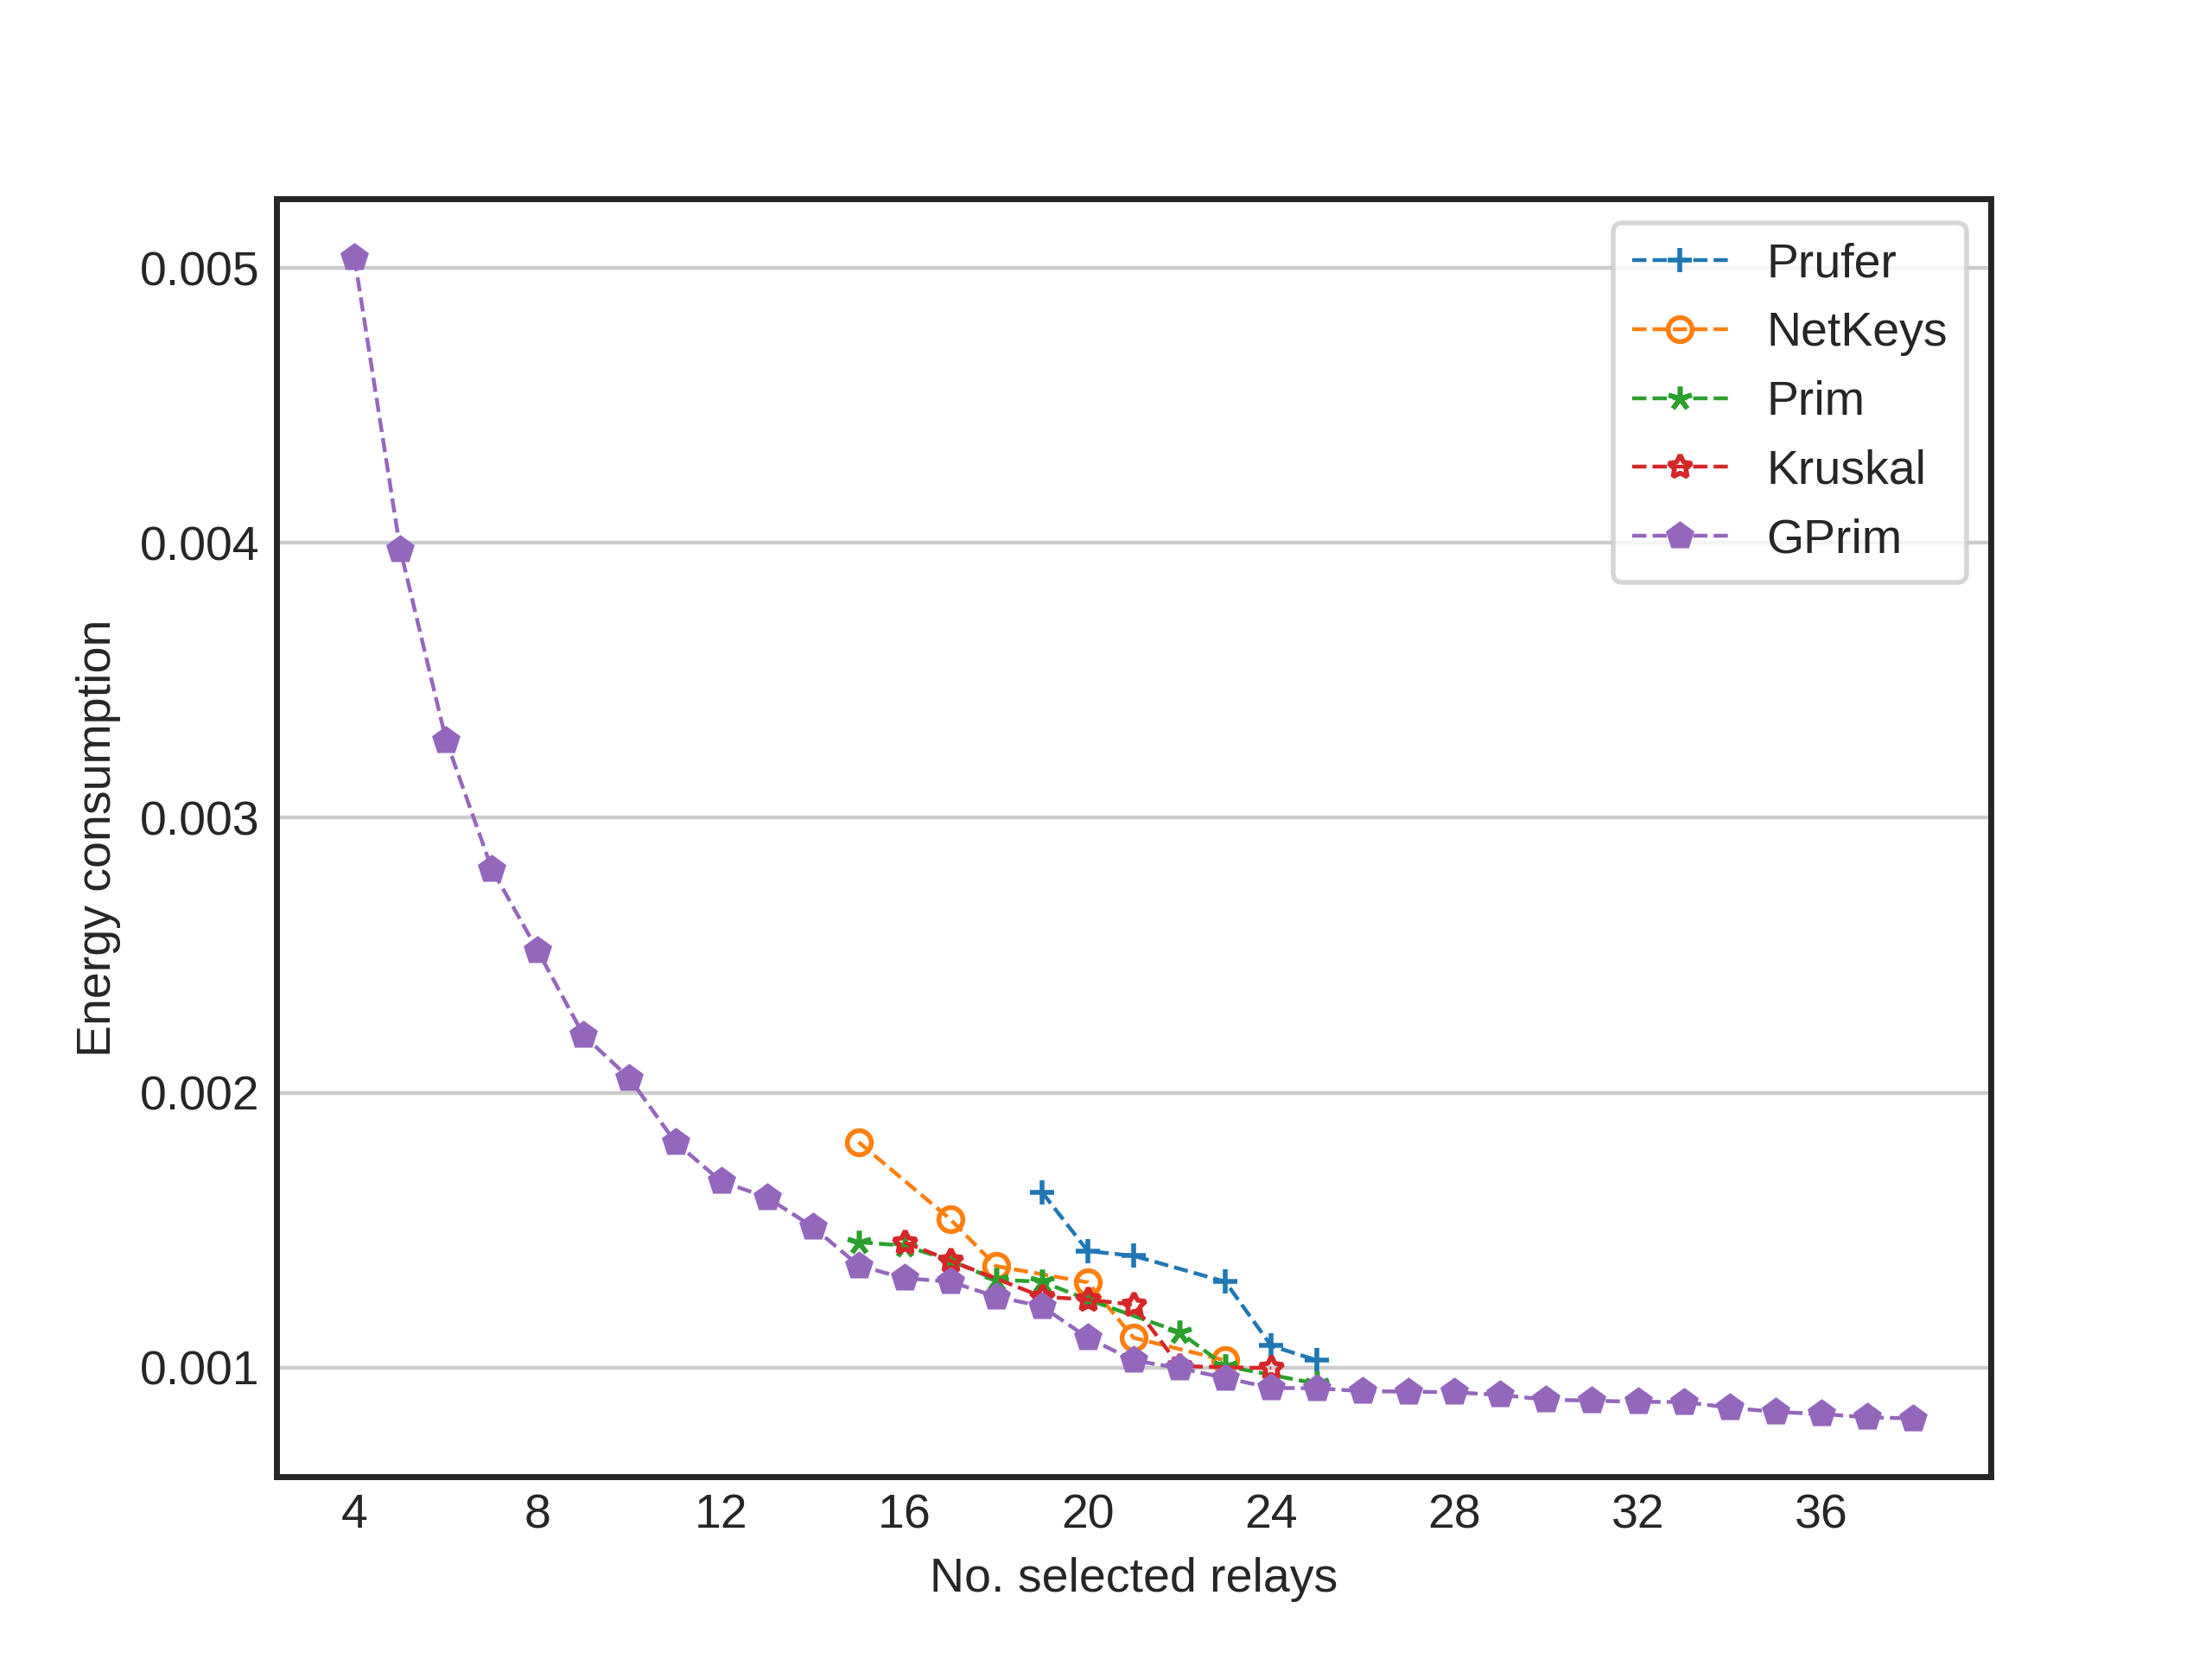 0.005
0.004
0.003
0.002
0.001
Energy consumption
4 8 12 16 20 24 28 32 36
No. selected relays
Prufer
NetKeys
Prim
Kruskal
GPrim